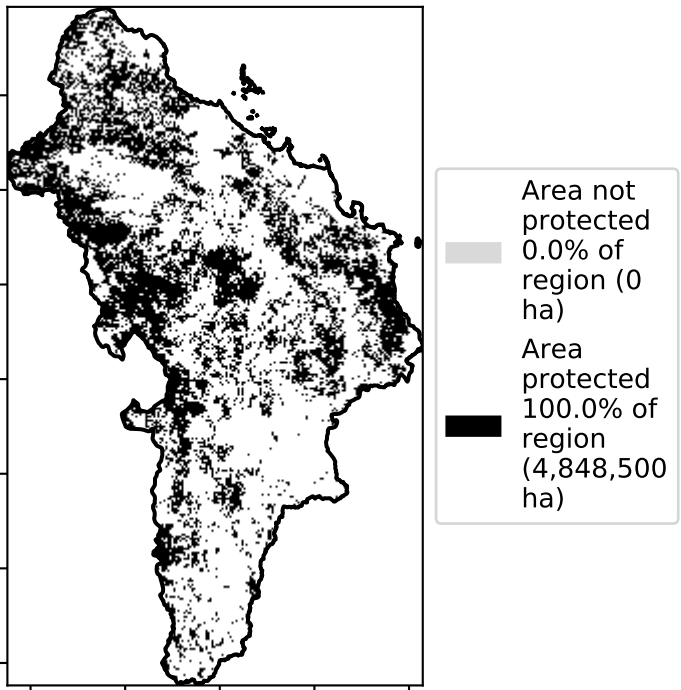 Area not
protected
0.0% of
region (0
ha)
Area
protected
100.0% of
region
(4,848,500
ha)